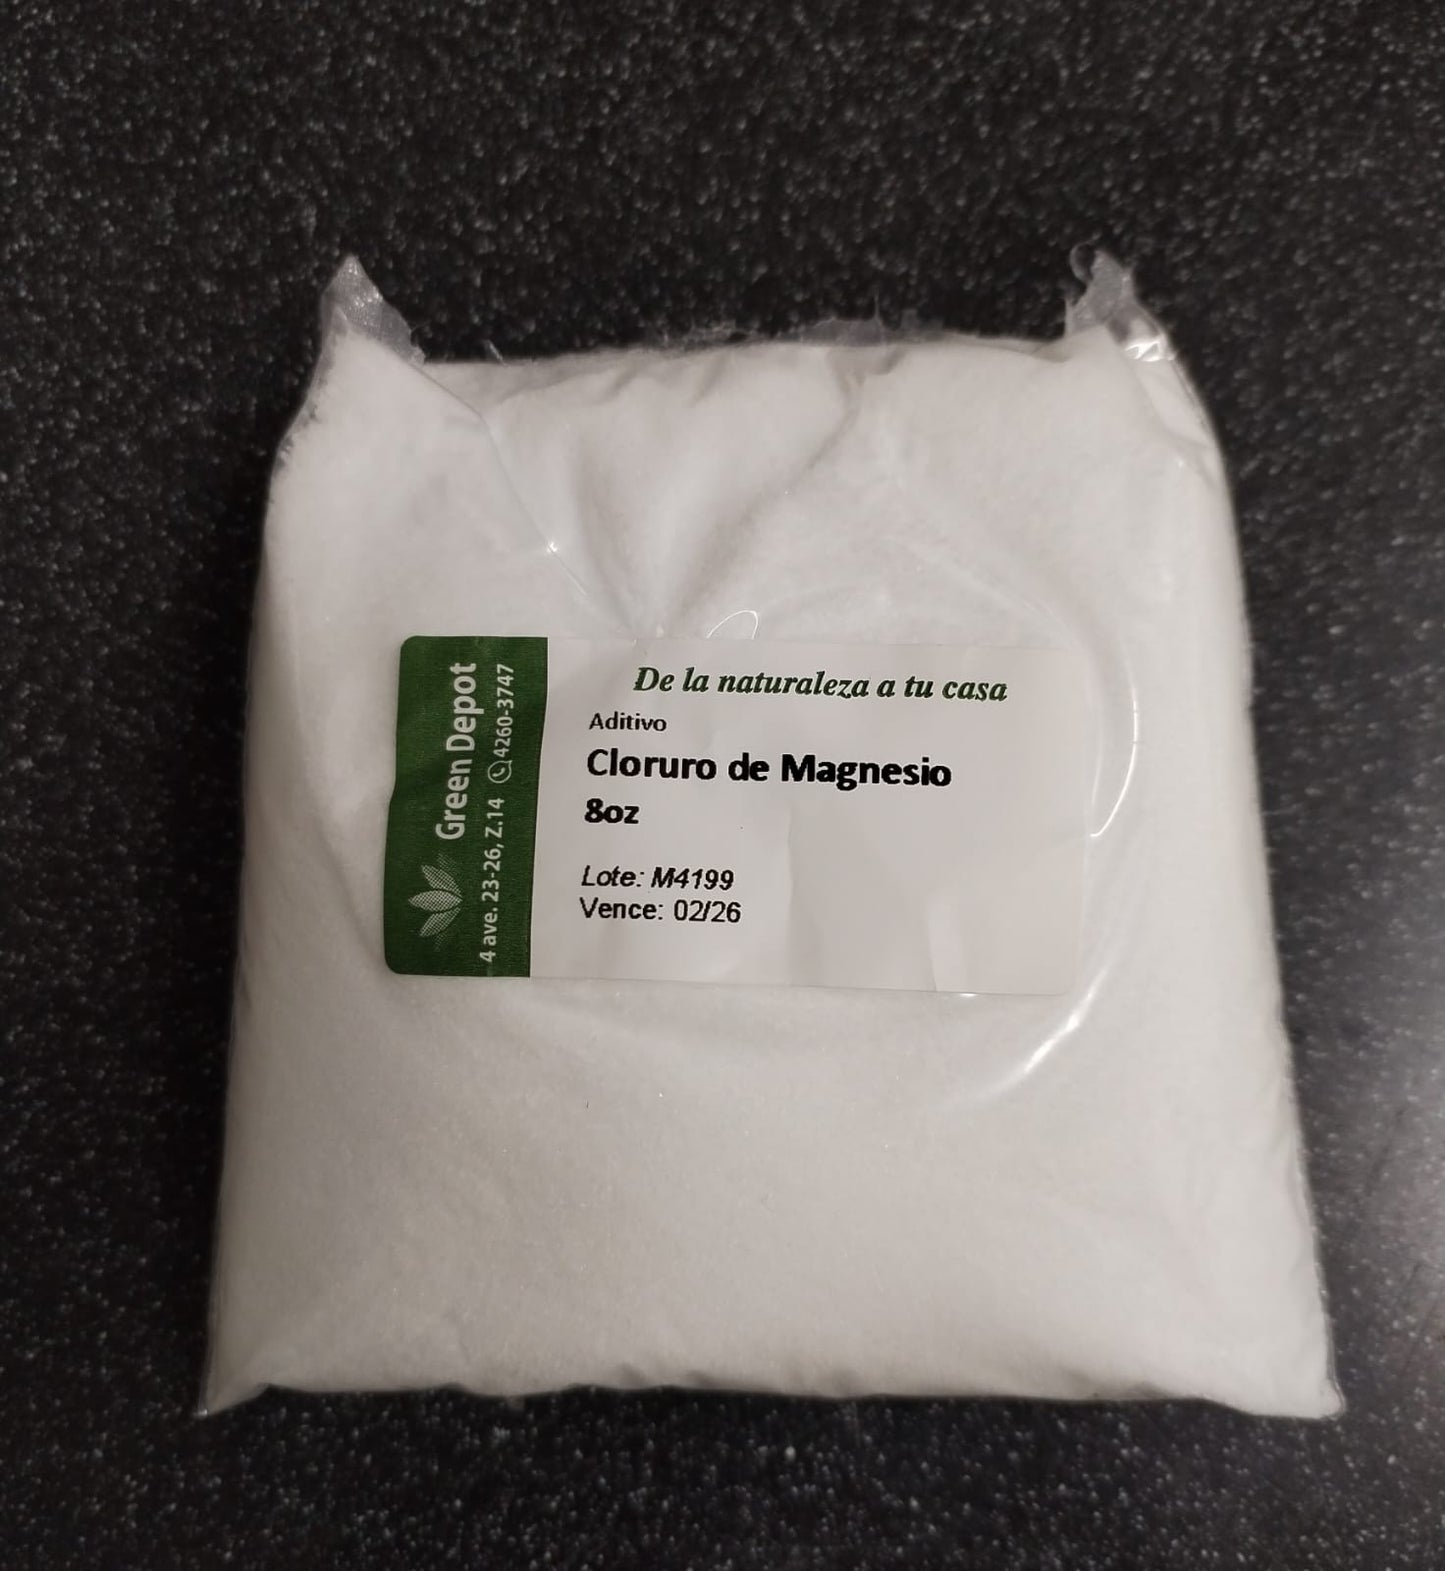 Green Depot
4 ave. 23-26, Z.14 4260-3747
De la naturaleza a tu casa
Aditivo
Cloruro de Magnesio
8oz
Lote: M4199
Vence: 02/26